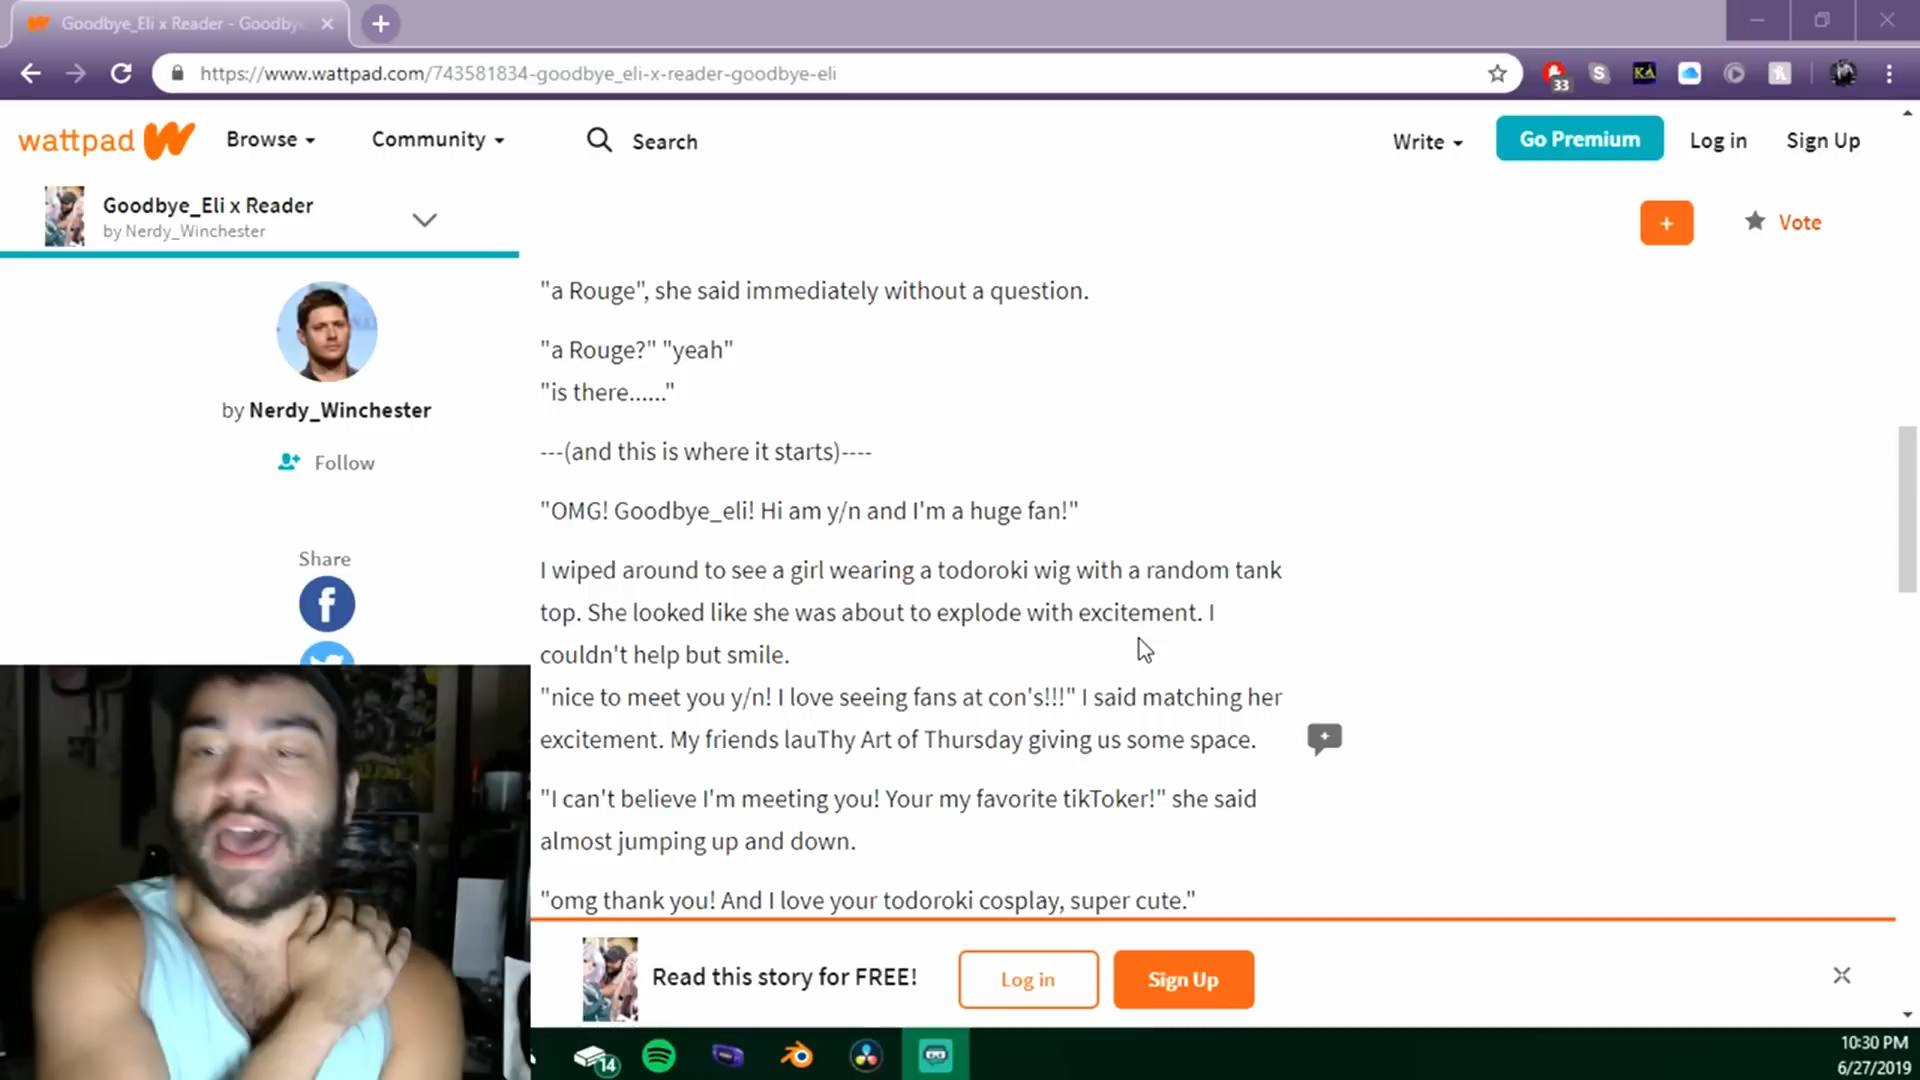 Goodbye_Eli x Reader - Goodby
https://www.wattpad.com/743581834-goodbye_eli-x-reader-goodbye-eli
33
wattpad
Browse
Community
Search
Write
Go Premium
Log in
Sign Up
Goodbye_Eli x Reader
by Nerdy_Winchester
+
Vote
by Nerdy_Winchester
Follow
Share
"a Rouge", she said immediately without a question.
"a Rouge?" "yeah"
"is there......"
---(and this is where it starts)----
"OMG! Goodbye_eli! Hi am y/n and I'm a huge fan!"
I wiped around to see a girl wearing a todoroki wig with a random tank
top. She looked like she was about to explode with excitement. I
couldn't help but smile.
"nice to meet you y/n! I love seeing fans at con's!!!" I said matching her
excitement. My friends lauThy Art of Thursday giving us some space.
"I can't believe I'm meeting you! Your my favorite tikToker!" she said
almost jumping up and down.
"omg thank you! And I love your todoroki cosplay, super cute."
Read this story for FREE!
Log in
Sign Up
14
10:30 PM
6/27/2019